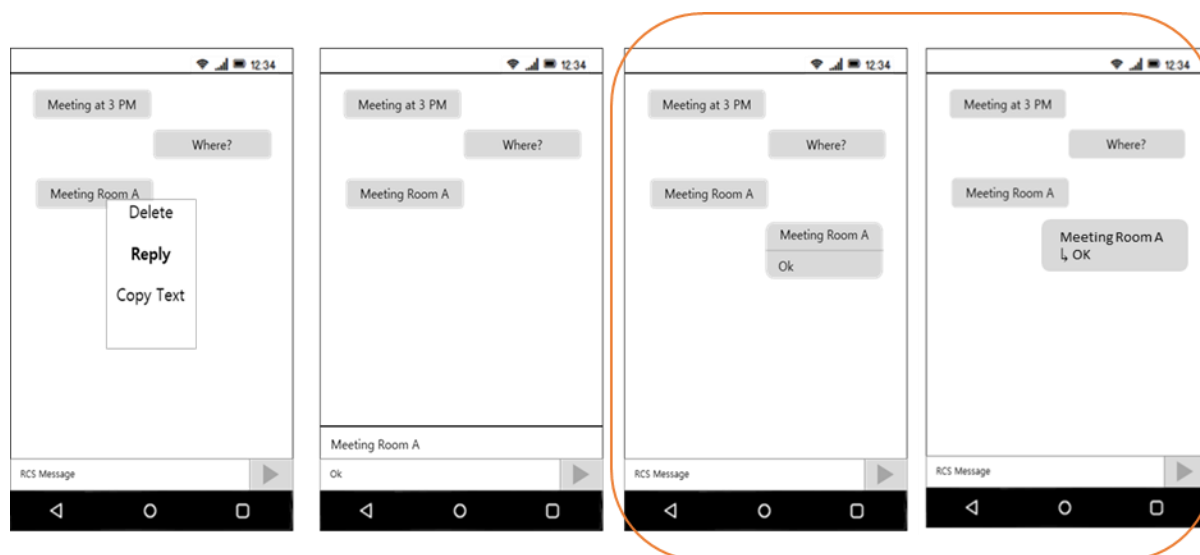 12:34
Meeting at 3 PM
Where?
Meeting Room A
Delete
Reply
Copy Text
RCS Message
12:34
Meeting at 3 PM
Where?
Meeting Room A
Meeting Room A
Ok
12:34
Meeting at 3 PM
Where?
Meeting Room A
Meeting Room A
Ok
RCS Message
12:34
Meeting at 3 PM
Where?
Meeting Room A
Meeting Room A
↳ OK
RCS Message